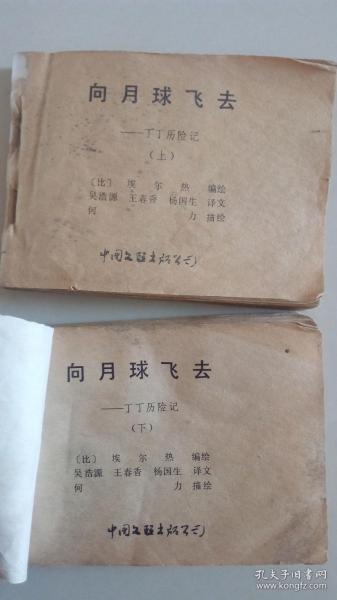 向月球飞去
——丁丁历险记
（上）
〔比〕 埃尔热 编绘
吴浩源 王春香 杨国生 译文
何力 描绘
中国文联出版公司
向月球飞去
——丁丁历险记
（下）
〔比〕 埃尔热 编绘
吴浩源 王春香 杨国生 译文
何力 描绘
中国文联出版公司
孔夫子旧书网